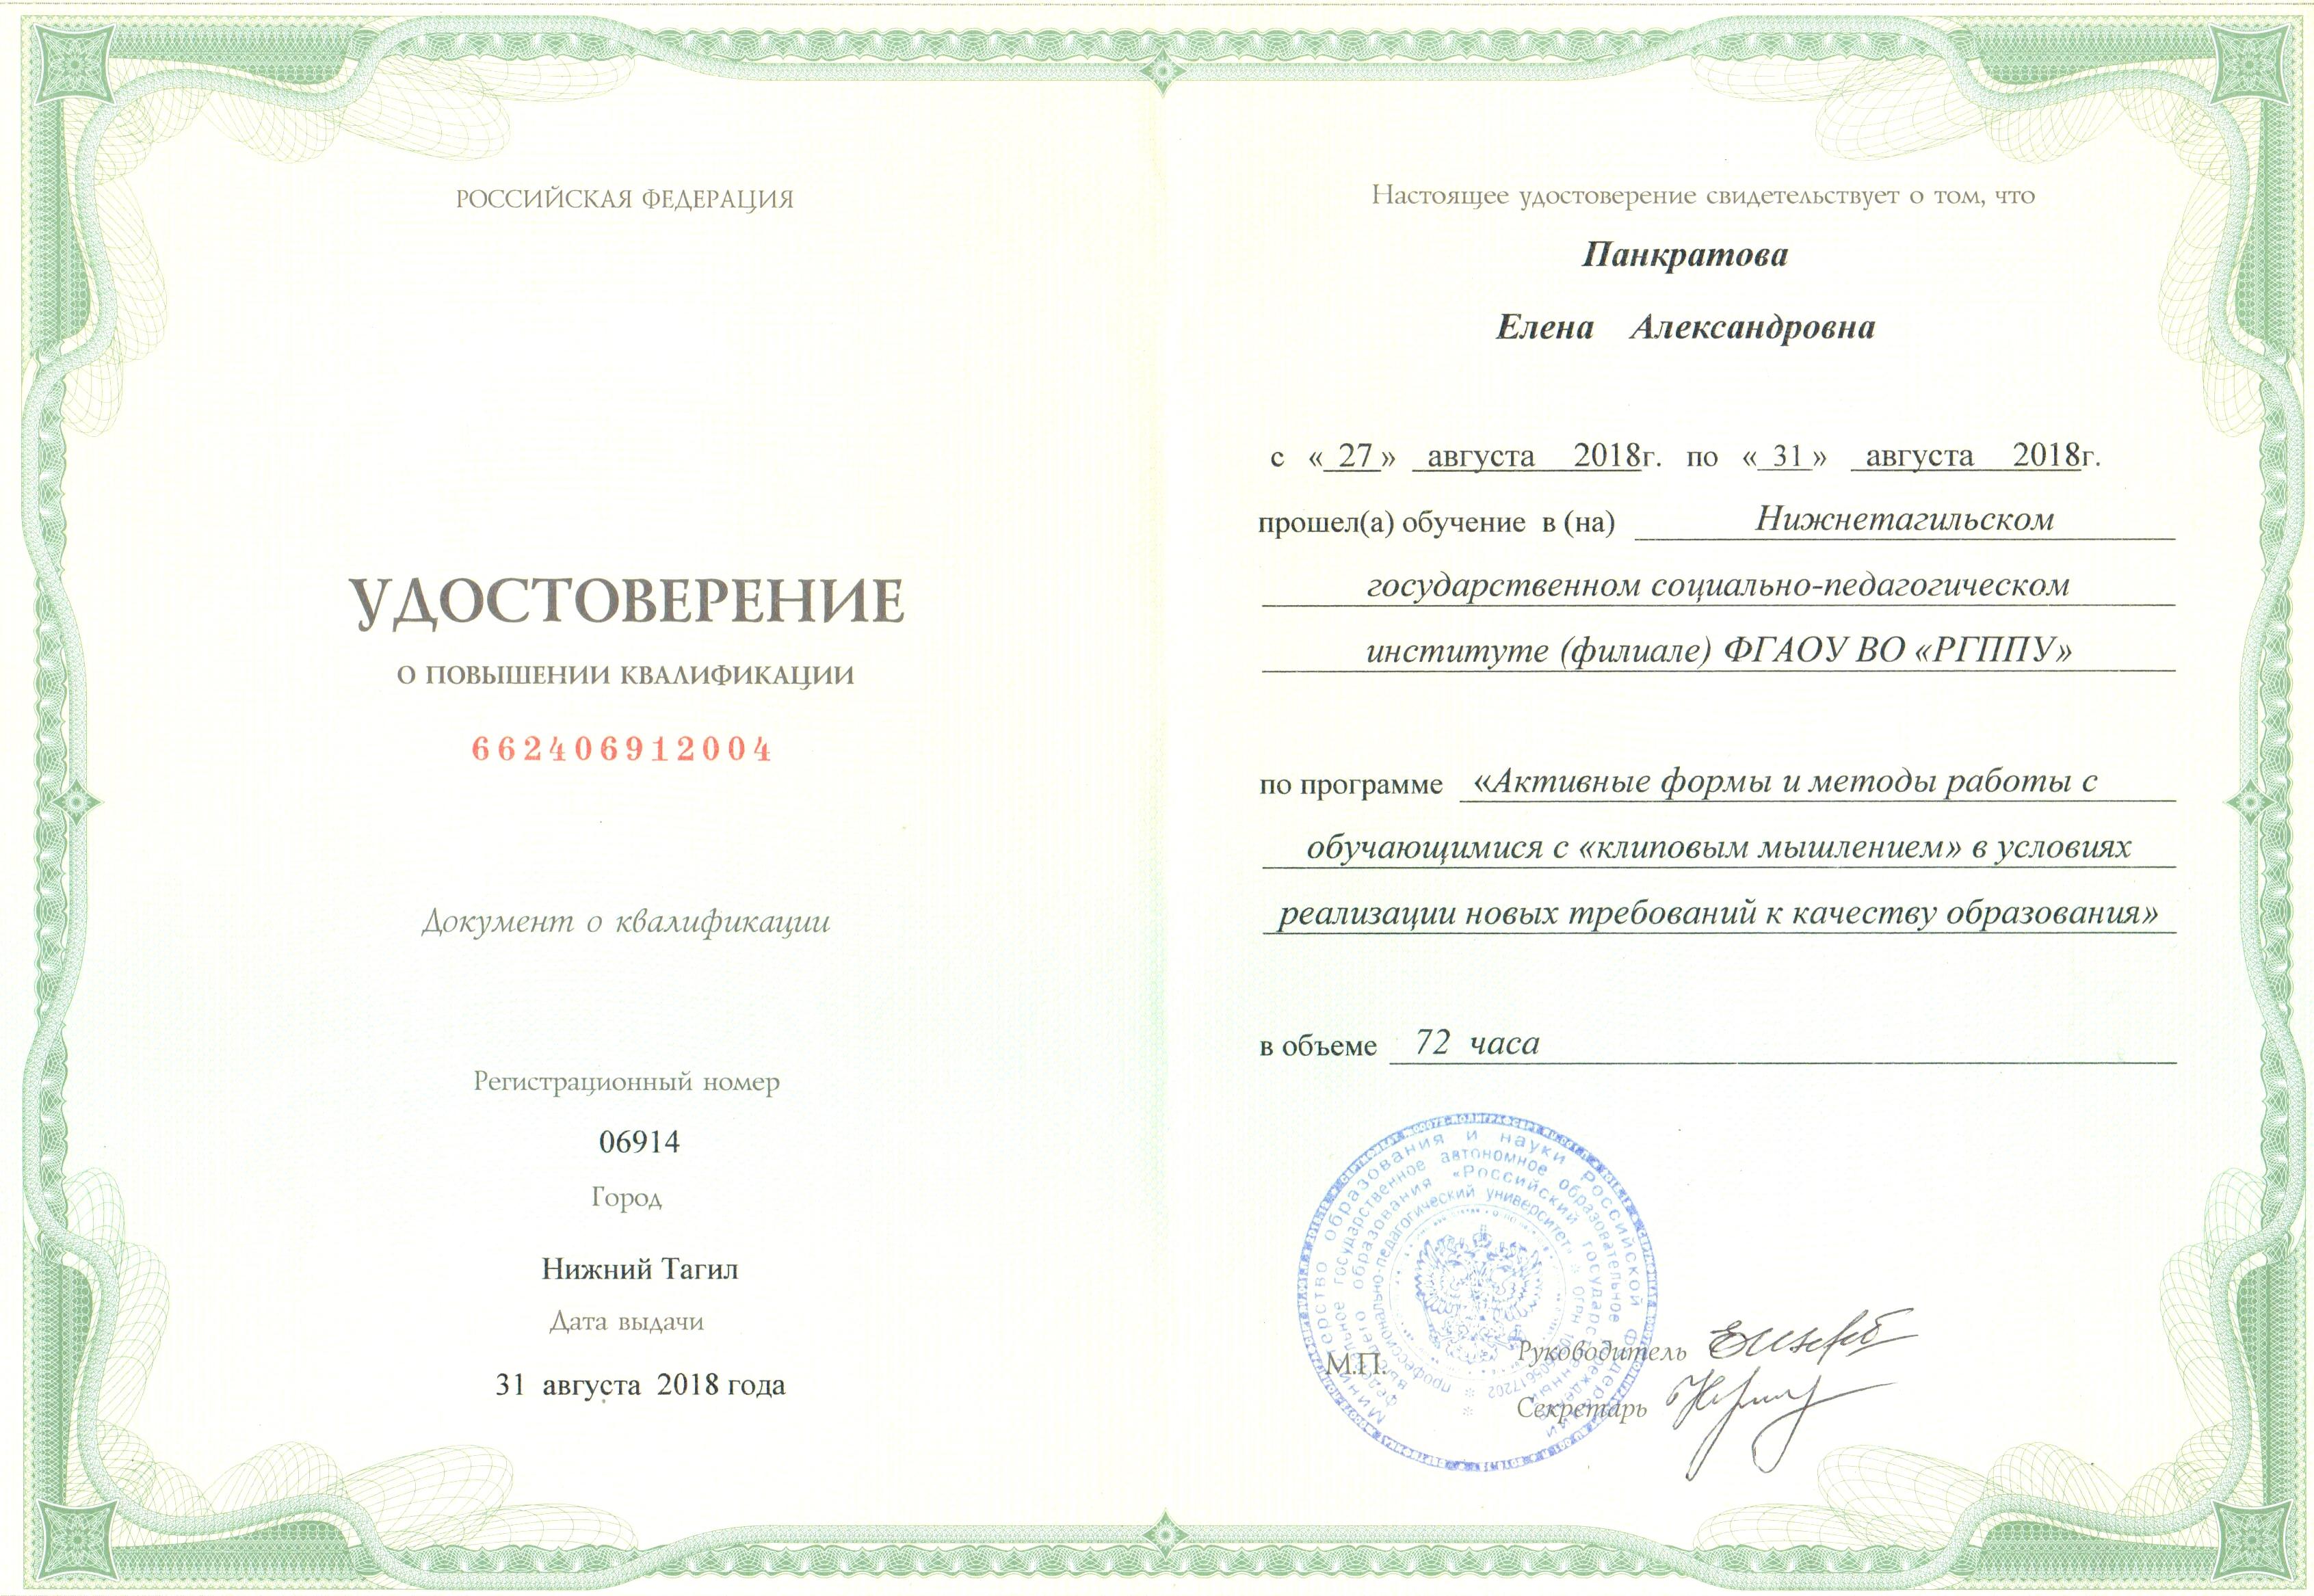 РОССИЙСКАЯ ФЕДЕРАЦИЯ
УДОСТОВЕРЕНИЕ
О ПОВЫШЕНИИ КВАЛИФИКАЦИИ
662406912004
Документ о квалификации
Регистрационный номер
06914
Город
Нижний Тагил
Дата выдачи
31 августа 2018 года
Настоящее удостоверение свидетельствует о том, что
Панкратова
Елена Александровна
с «27» августа 2018г. по «31» августа 2018г.
прошел(а) обучение в (на) Нижнетагильском
государственном социально-педагогическом
институте (филиале) ФГАОУ ВО «РГППУ»
по программе «Активные формы и методы работы с
обучающимися с «клиповым мышлением» в условиях
реализации новых требований к качеству образования»
в объеме 72 часа
Министерство образования и науки Российской Федерации
федеральное государственное автономное образовательное учреждение
высшего образования «Российский государственный
профессионально-педагогический университет»
М.П.
Руководитель
Секретарь